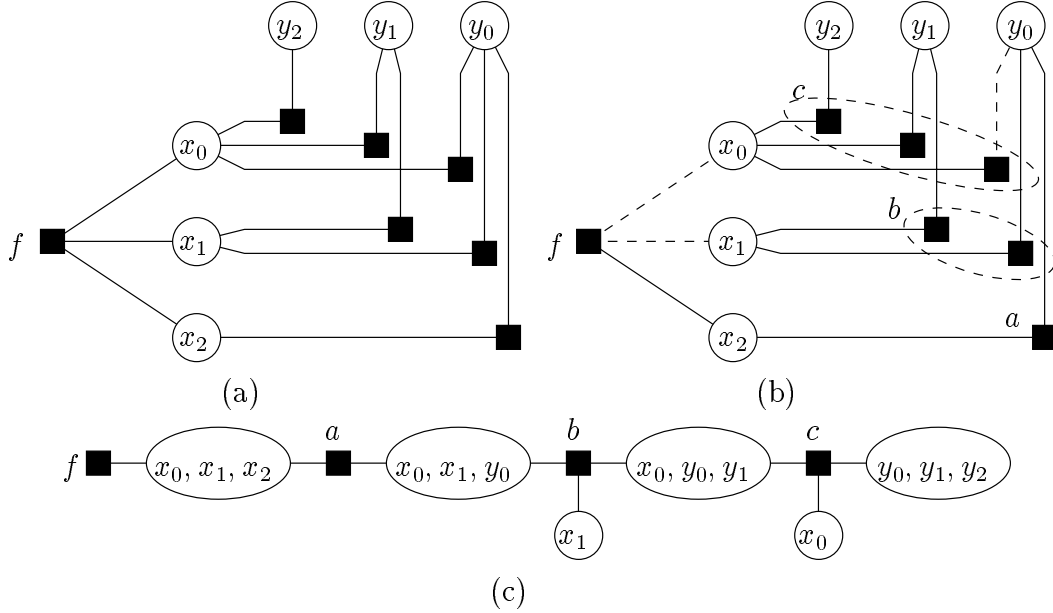 y₂ y₁ y₀ y₂ y₁ y₀
c
x₀ x₀
b
f x₁ f x₁
a
x₂ x₂
(a) (b)
a b c
f x₀, x₁, x₂ x₀, x₁, y₀ x₀, y₀, y₁ y₀, y₁, y₂
x₁ x₀
(c)